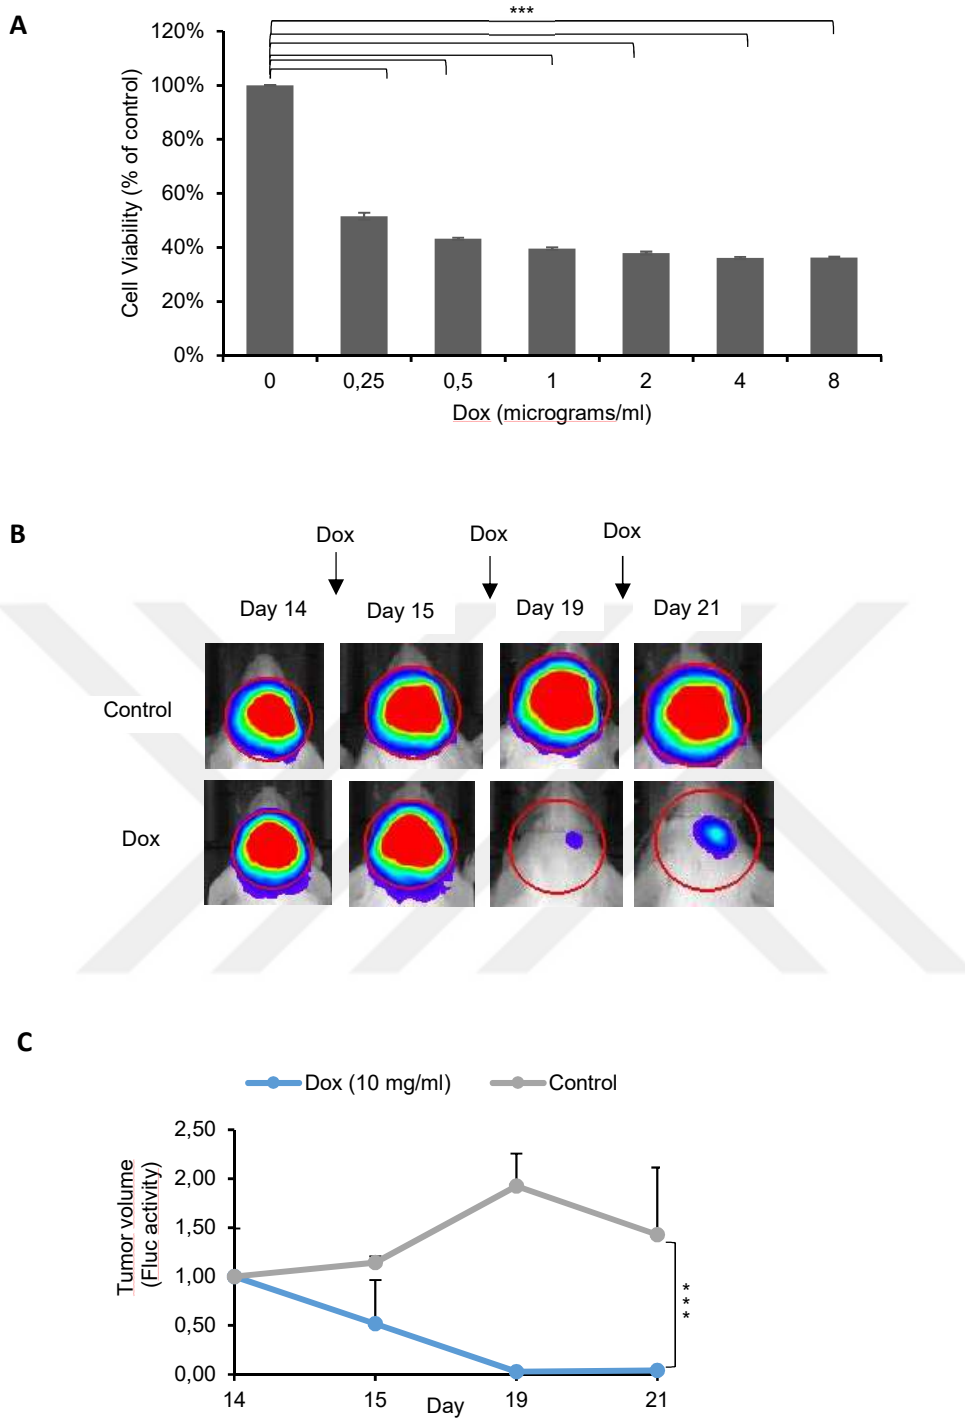 A
***
120%
100%
80%
60%
40%
20%
0%
Cell Viability (% of control)
0 0,25 0,5 1 2 4 8
Dox (micrograms/ml)
B
Dox Dox Dox
Day 14 Day 15 Day 19 Day 21
Control
Dox
C
Dox (10 mg/ml) Control
2,50
2,00
1,50
1,00
0,50
0,00
Tumor volume
(Fluc activity)
***
14 15 19 21
Day